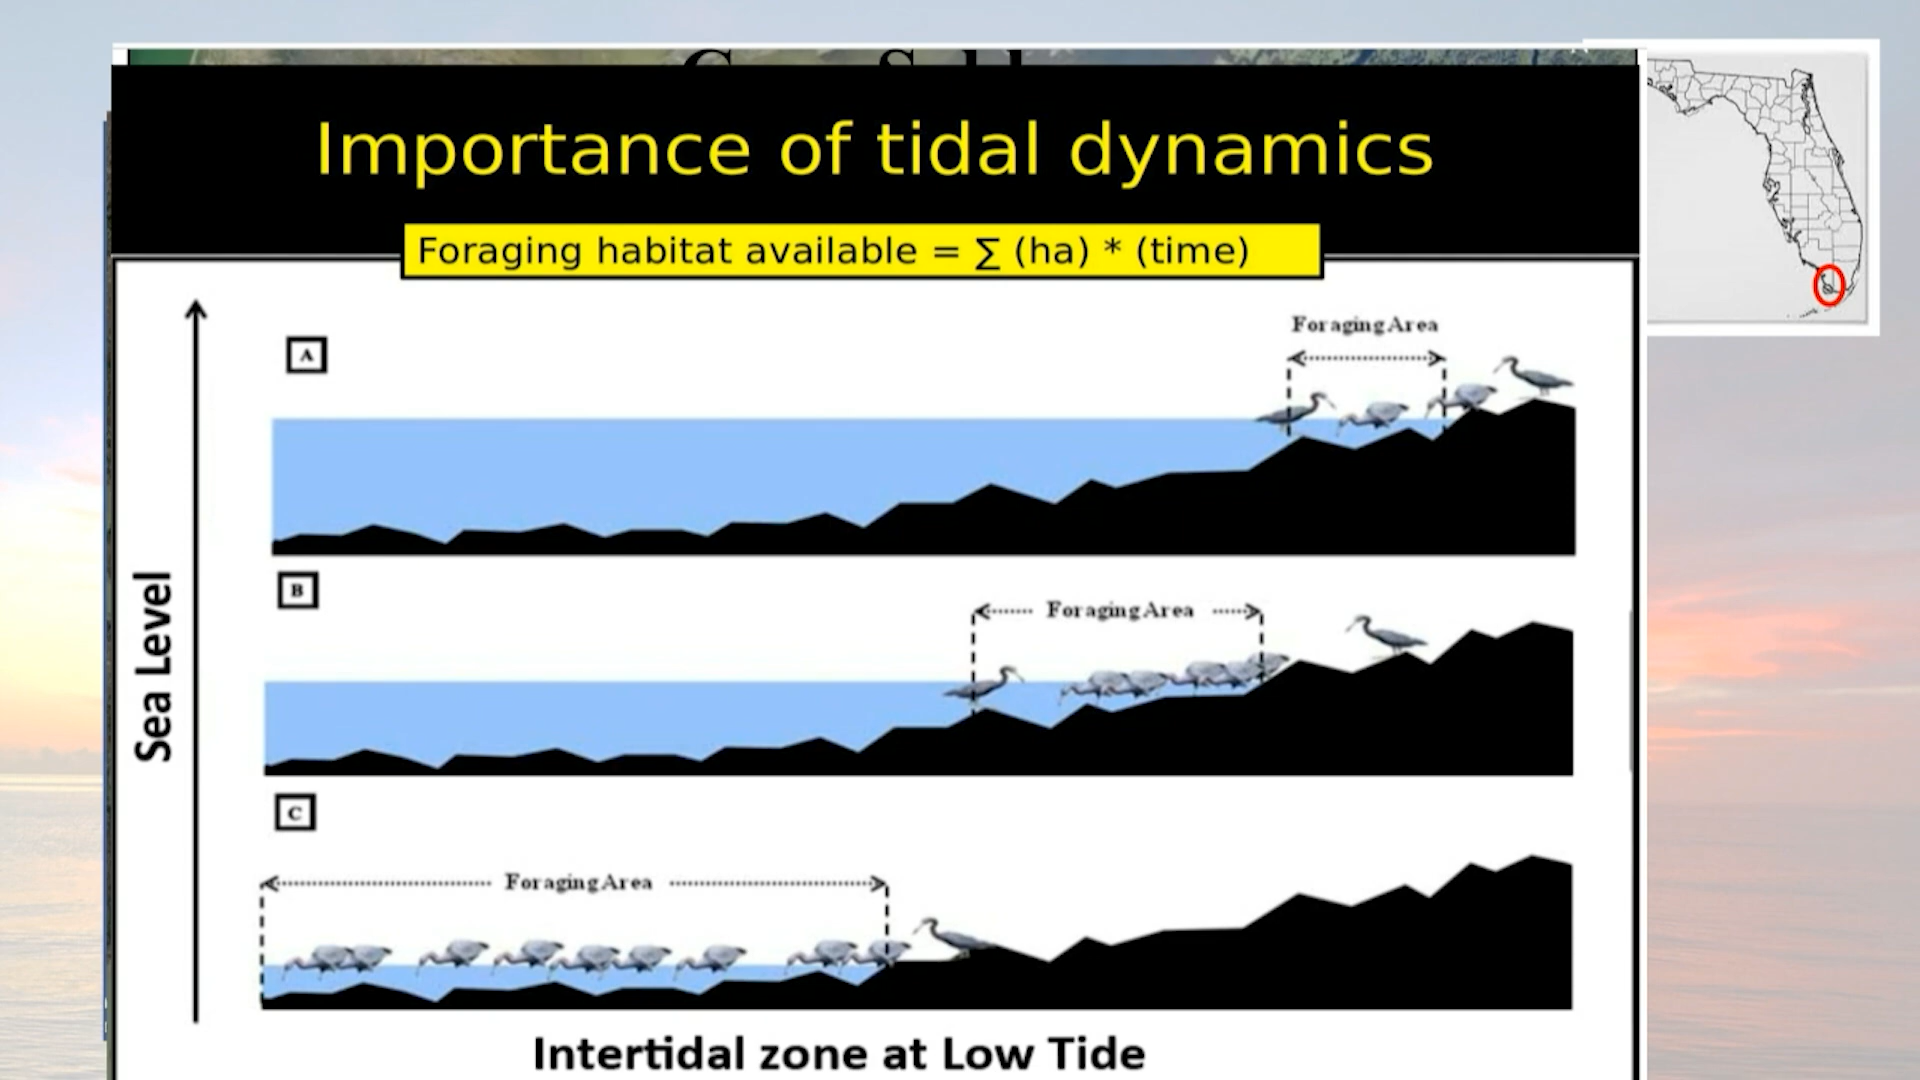 Importance of tidal dynamics
Foraging habitat available = ∑ (ha) * (time)
Foraging Area
A
B
Foraging Area
Sea Level
C
Foraging Area
Intertidal zone at Low Tide